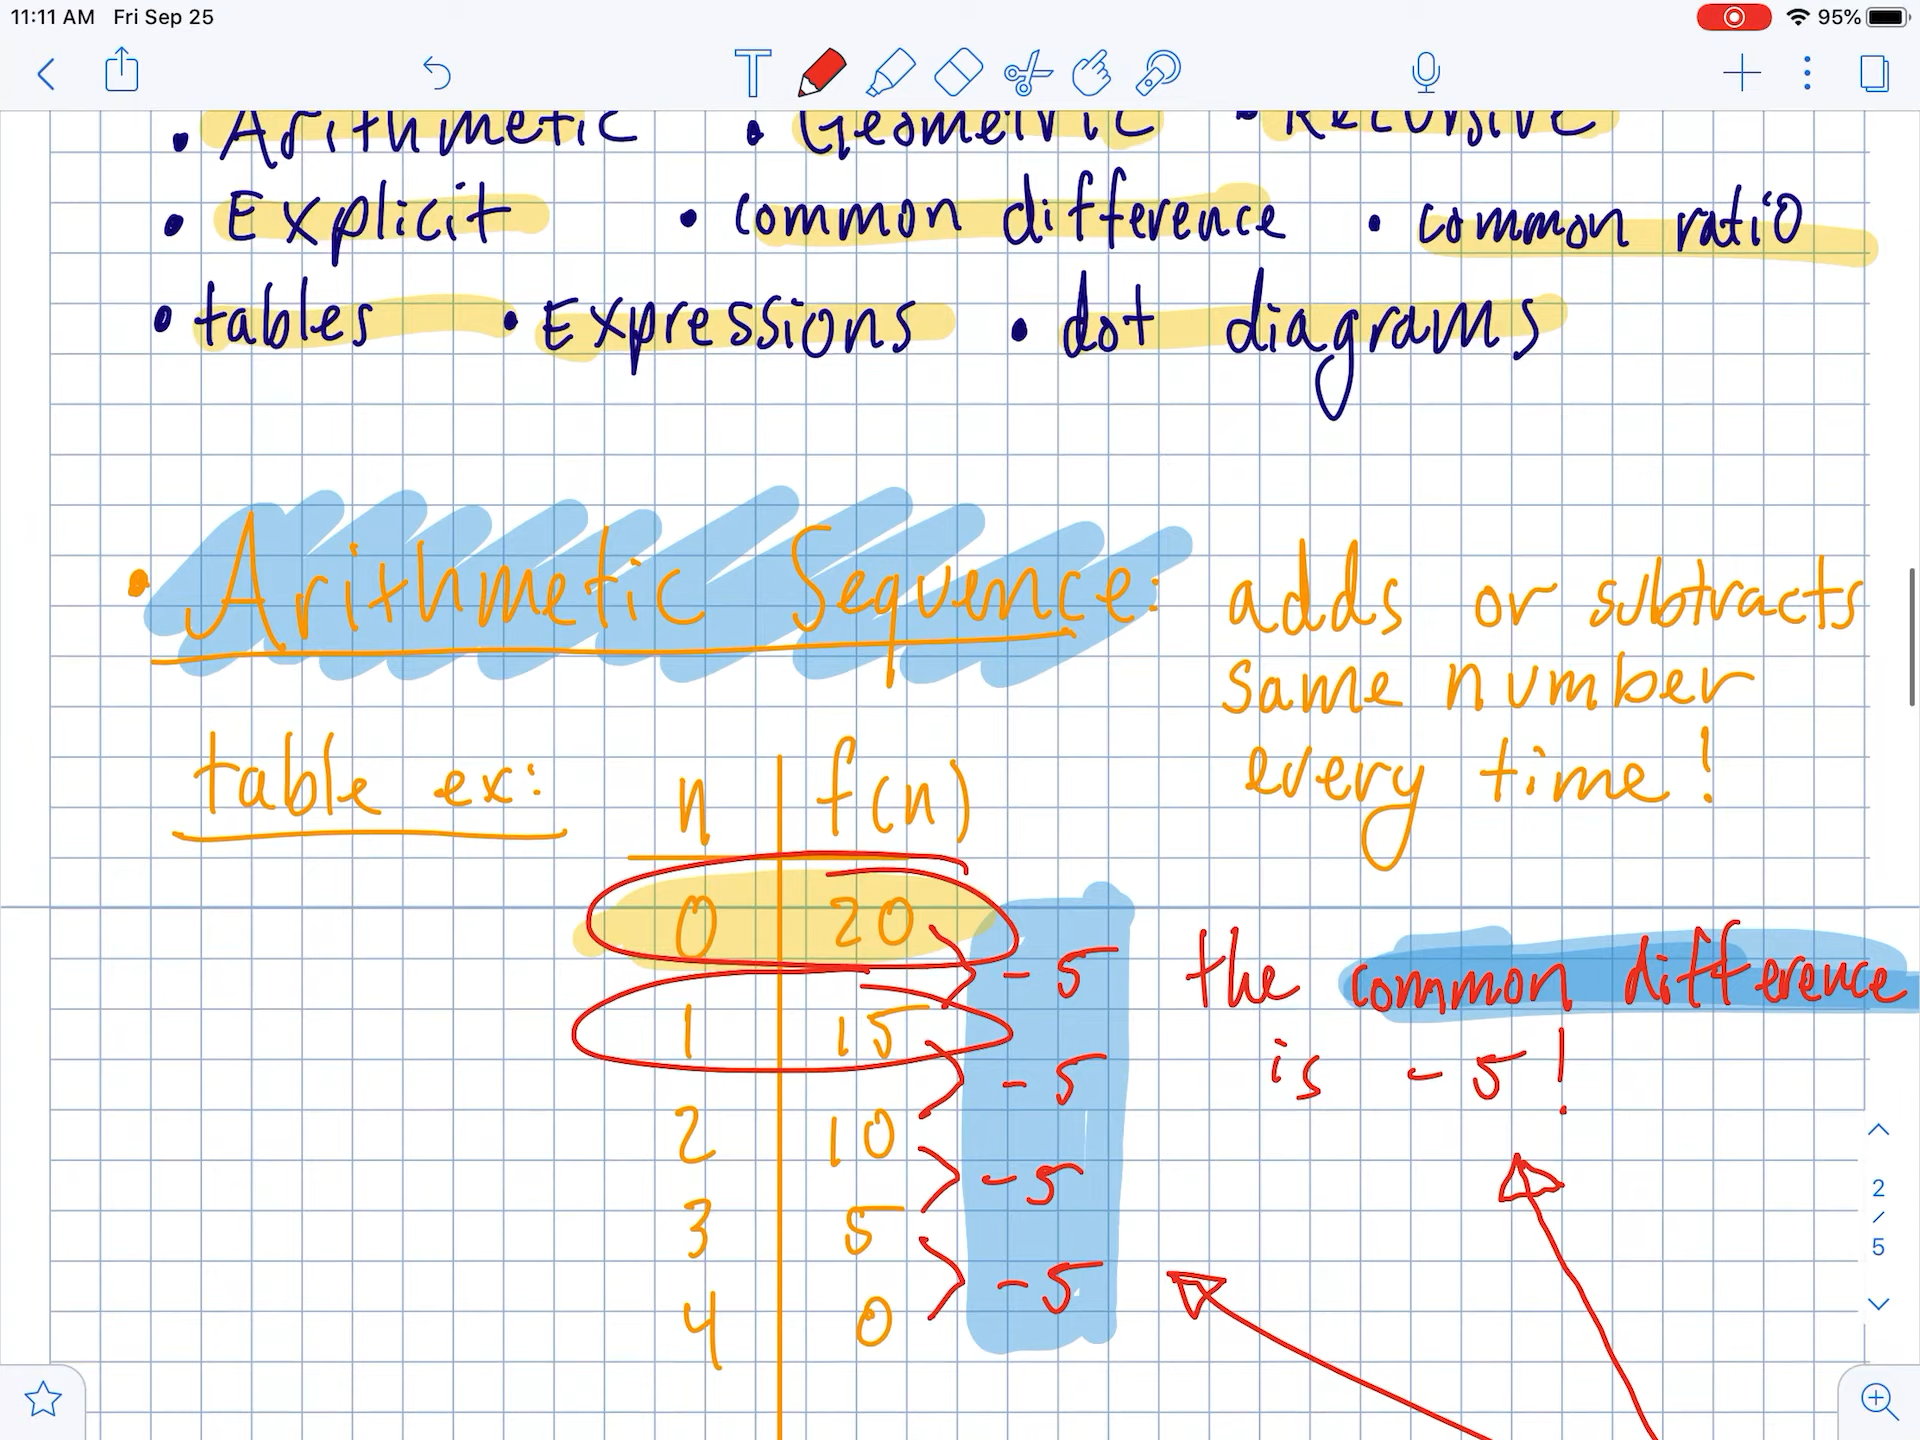 11:11 AM Fri Sep 25 95%
T
• Arithmetic • Geometric • Recursive
• Explicit • common difference • common ratio
• tables • Expressions • dot diagrams
• Arithmetic Sequence: adds or subtracts
same number
every time!
table ex: n f(n)
0 20
-5 the common difference
1 15
-5 is -5!
2 10
-5
3 5
-5
4 0
2
/
5